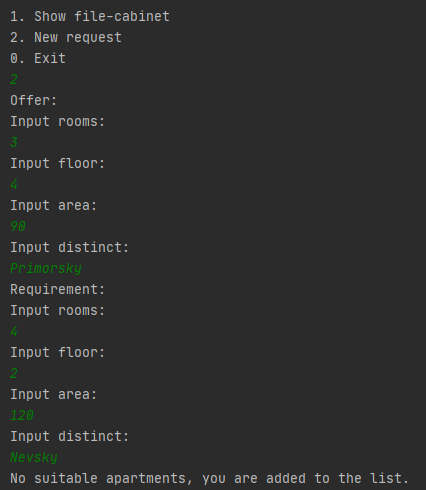 1. Show file-cabinet
2. New request
0. Exit
2
Offer:
Input rooms:
3
Input floor:
4
Input area:
90
Input distinct:
Primorsky
Requirement:
Input rooms:
4
Input floor:
2
Input area:
120
Input distinct:
Nevsky
No suitable apartments, you are added to the list.